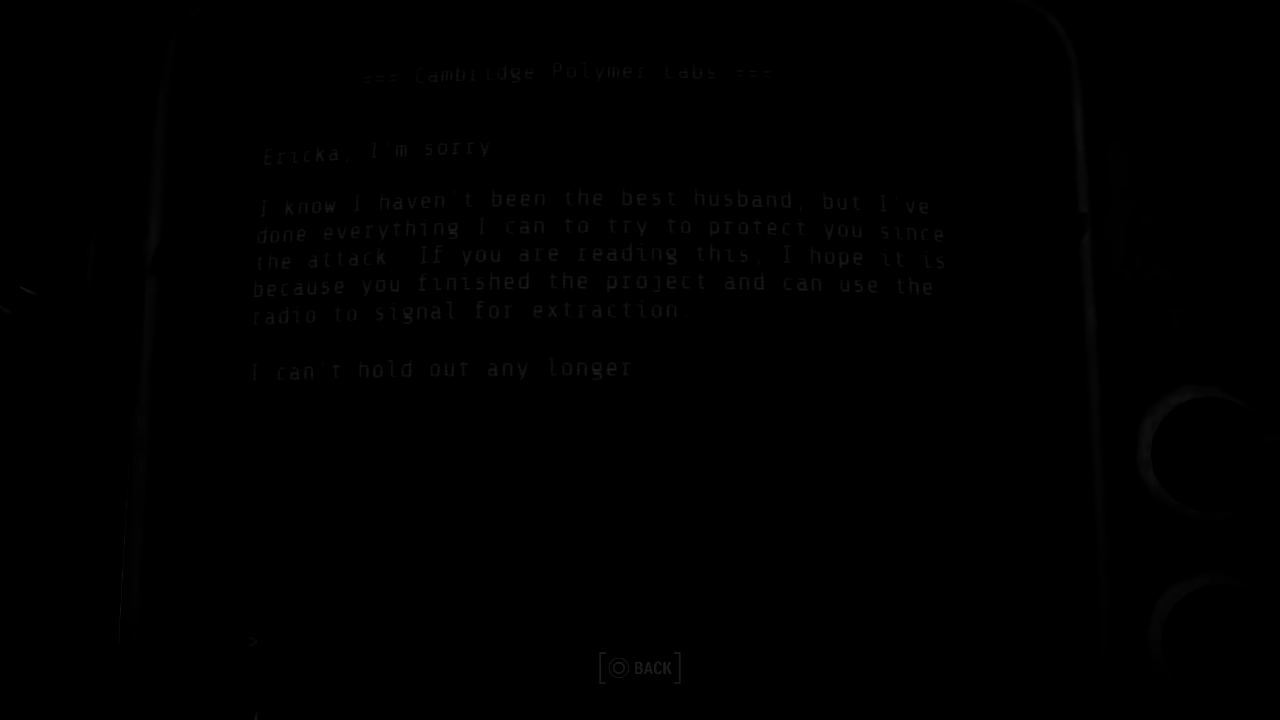 === Cambridge Polymer Labs ===
Ericka, I'm sorry
I know I haven't been the best husband, but I've
done everything I can to try to protect you since
the attack. If you are reading this, I hope it is
because you finished the project and can use the
radio to signal for extraction.
I can't hold out any longer
>
BACK